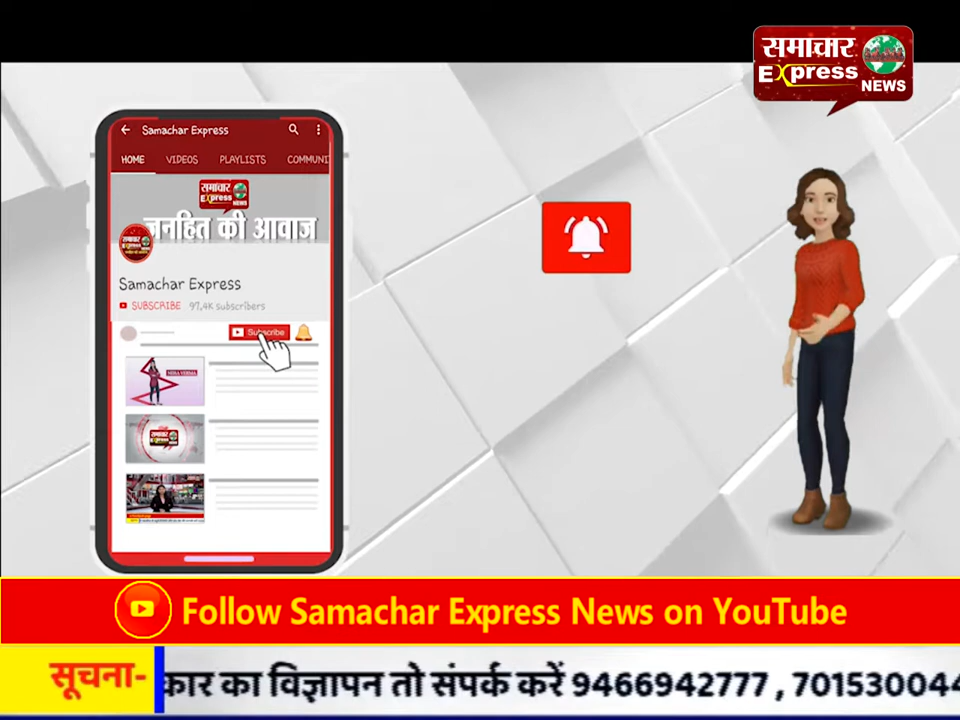 समाचार
Express
NEWS
Samachar Express
HOME VIDEOS PLAYLISTS COMMUNI
समाचार
Express
NEWS
जनहित की आवाज
Samachar Express
SUBSCRIBE 97.4K subscribers
Subscribe
Follow Samachar Express News on YouTube
सूचना- कार का विज्ञापन तो संपर्क करें 9466942777 , 701530044